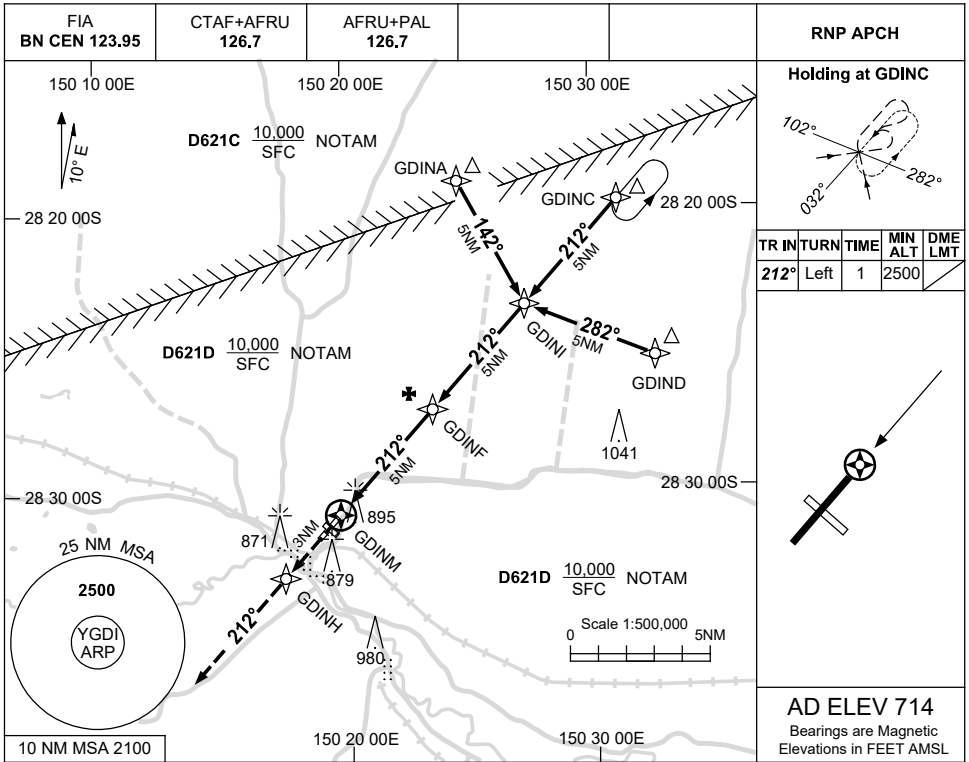 FIA
BN CEN 123.95
CTAF+AFRU
126.7
AFRU+PAL
126.7
RNP APCH
150 10 00E
150 20 00E
150 30 00E
10° E
D621C 10,000
SFC NOTAM
GDINA
GDINC
28 20 00S
28 20 00S
142°
5NM
212°
5NM
GDINI
282°
5NM
GDIND
D621D 10,000
SFC NOTAM
212°
5NM
GDINF
1041
212°
5NM
28 30 00S
28 30 00S
895
871
3NM
GDINM
879
GDINH
212°
980
D621D 10,000
SFC NOTAM
Scale 1:500,000
0
5NM
25 NM MSA
2500
YGDI
ARP
10 NM MSA 2100
150 20 00E
150 30 00E
Holding at GDINC
102°
282°
032°
TR IN TURN TIME MIN ALT DME LMT
212° Left 1 2500
AD ELEV 714
Bearings are Magnetic
Elevations in FEET AMSL